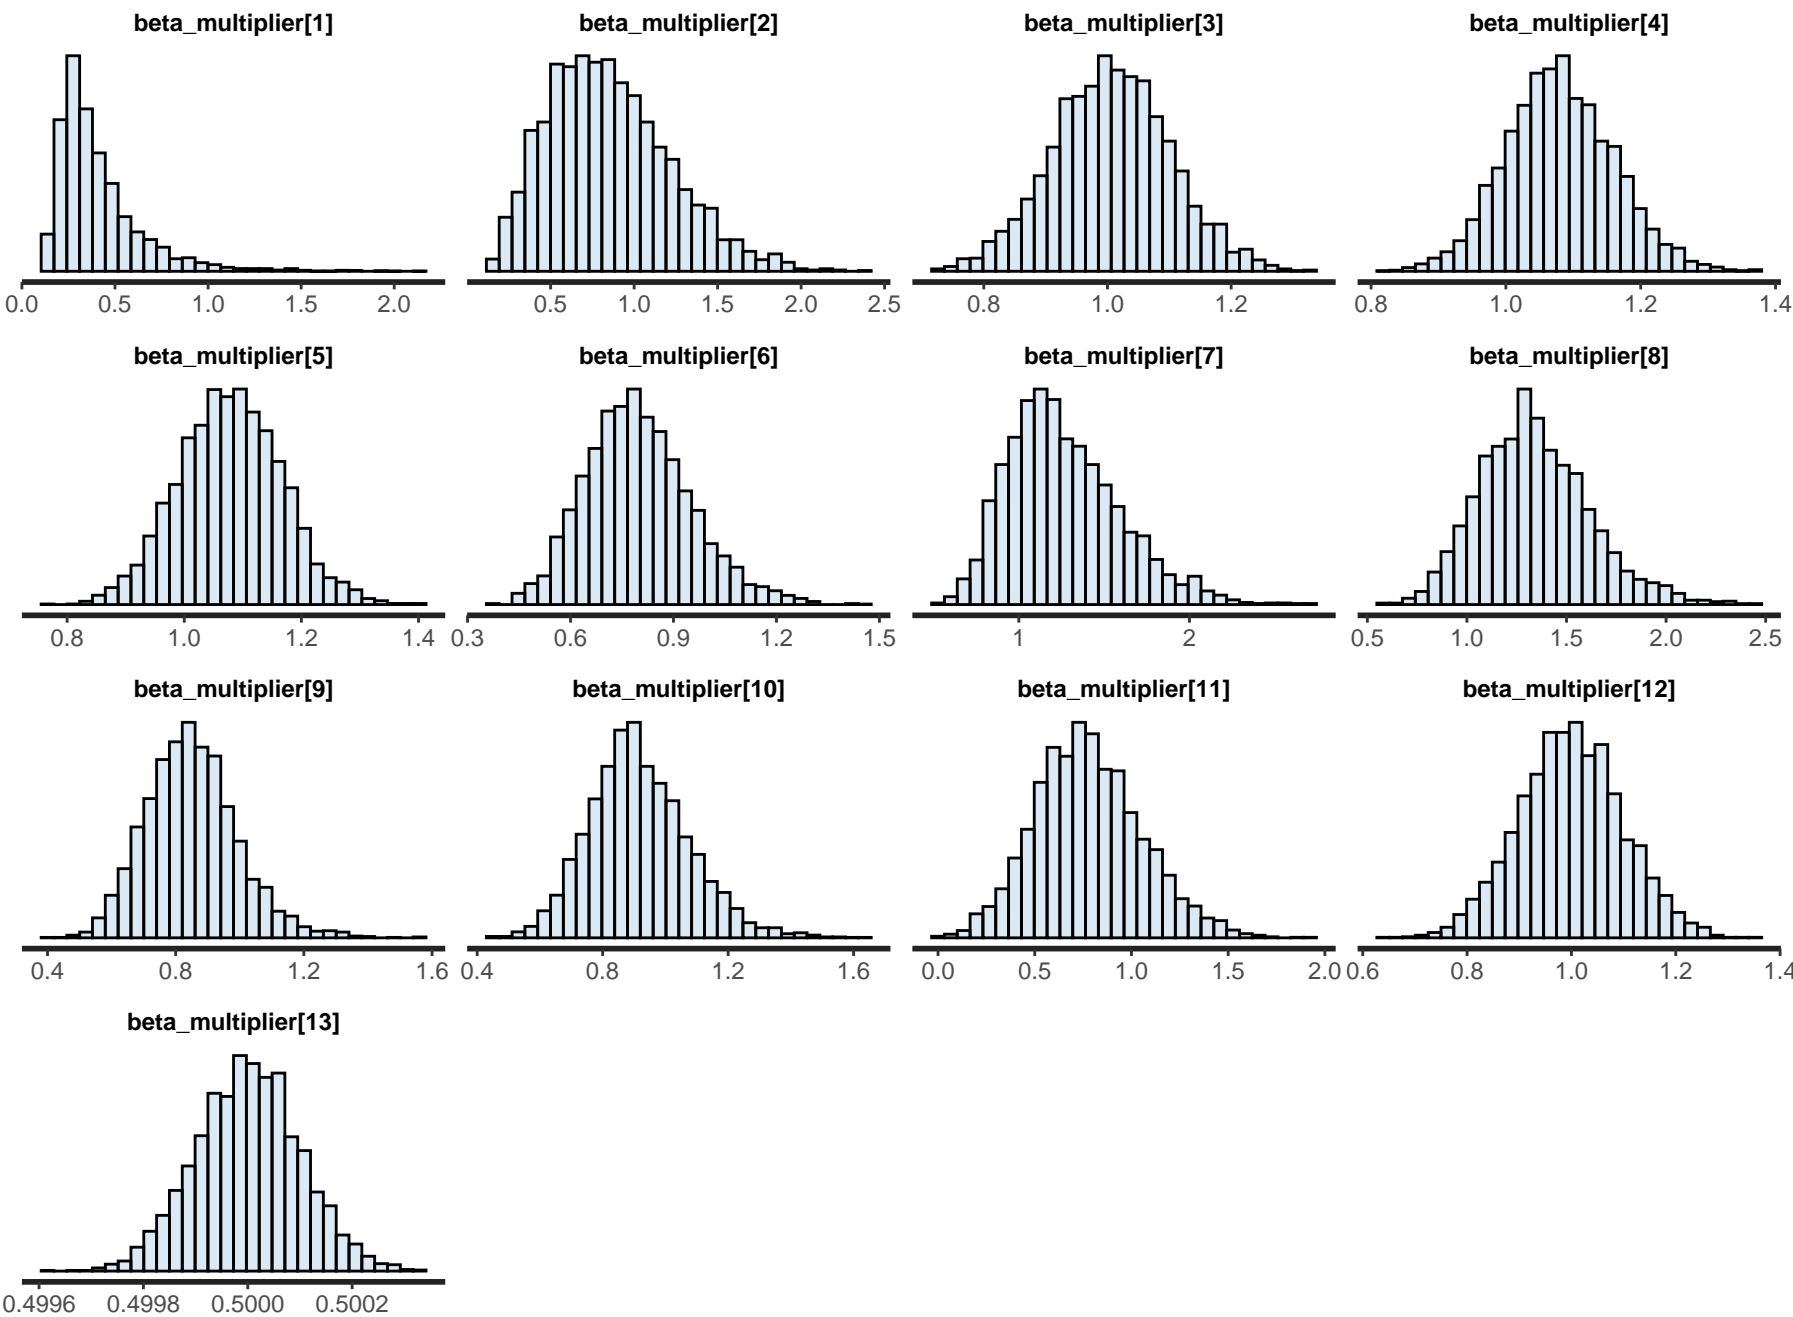 beta_multiplier[1] beta_multiplier[2] beta_multiplier[3] beta_multiplier[4]
0.0 0.5 1.0 1.5 2.0 0.5 1.0 1.5 2.0 2.5 0.8 1.0 1.2 0.8 1.0 1.2 1.4
beta_multiplier[5] beta_multiplier[6] beta_multiplier[7] beta_multiplier[8]
0.8 1.0 1.2 1.4 0.3 0.6 0.9 1.2 1.5 1 2 0.5 1.0 1.5 2.0 2.5
beta_multiplier[9] beta_multiplier[10] beta_multiplier[11] beta_multiplier[12]
0.4 0.8 1.2 1.6 0.4 0.8 1.2 1.6 0.0 0.5 1.0 1.5 2.0 0.6 0.8 1.0 1.2 1.4
beta_multiplier[13]
0.4996 0.4998 0.5000 0.5002